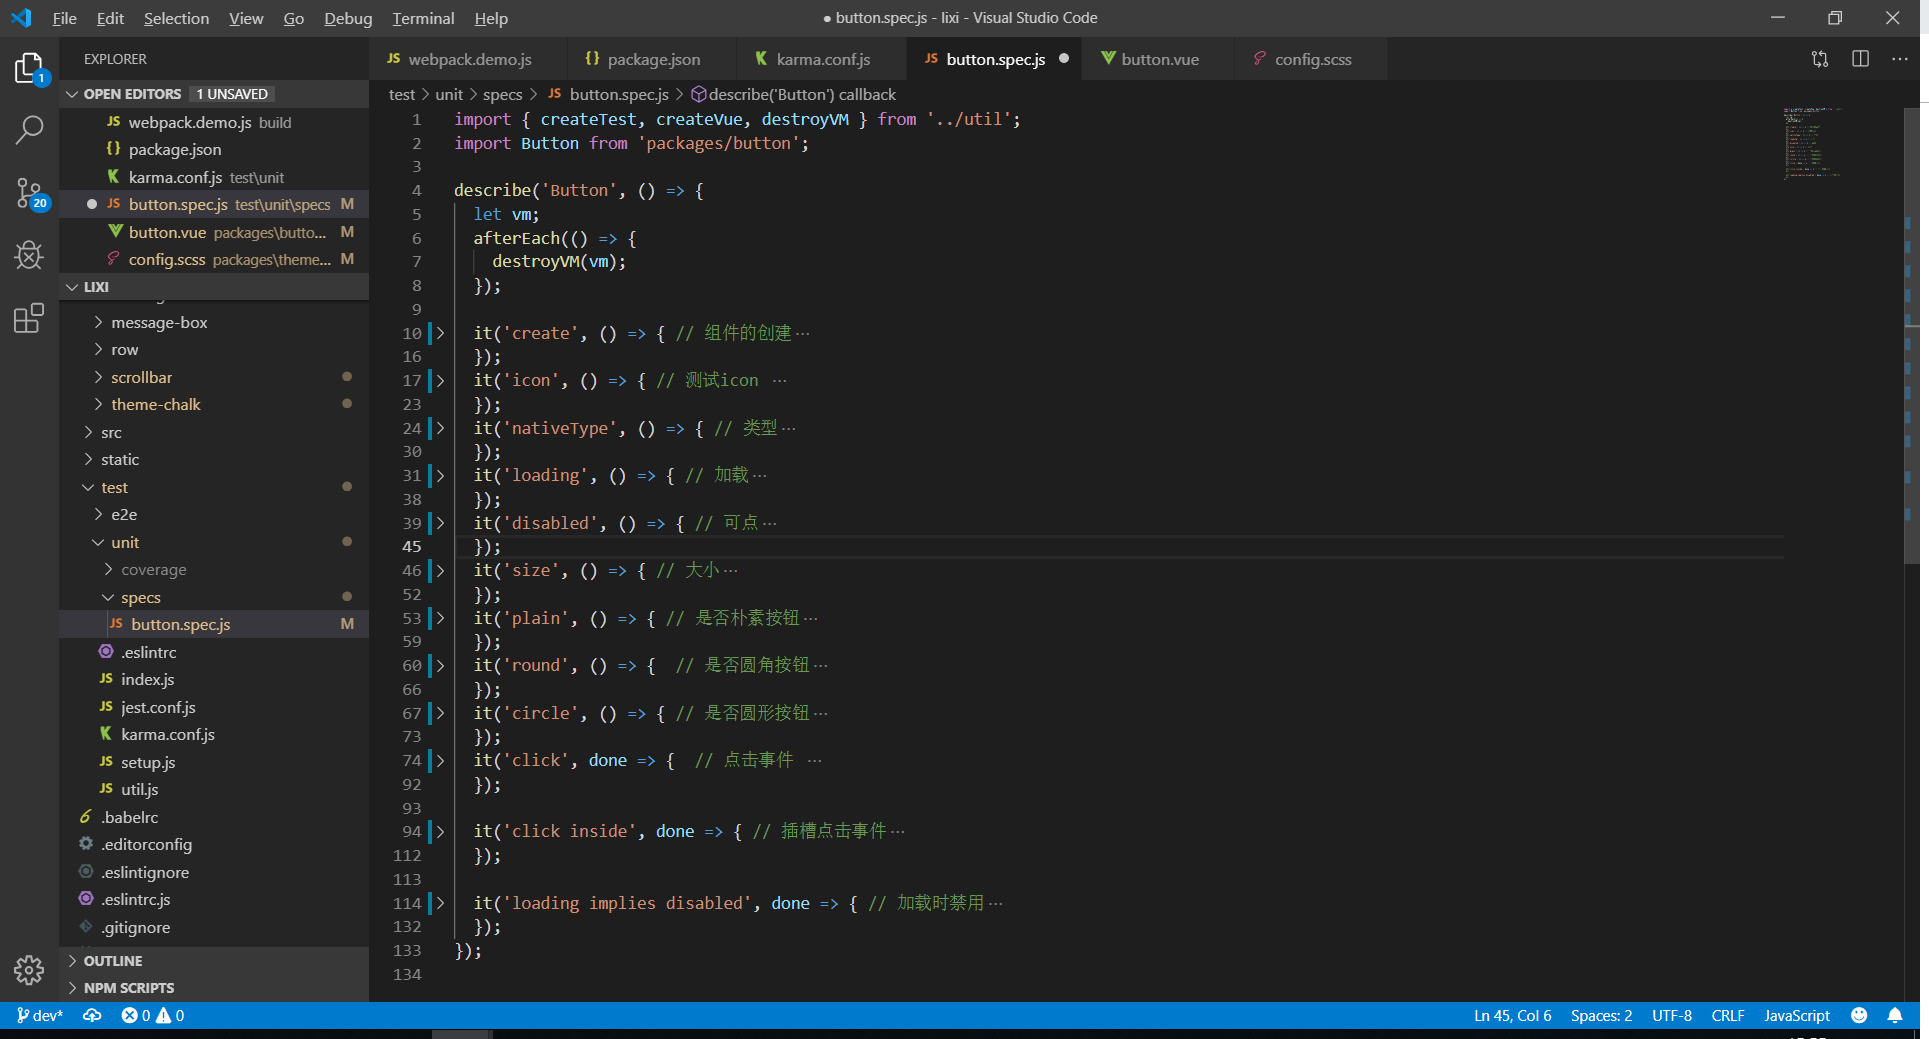 File Edit Selection View Go Debug Terminal Help
● button.spec.js - lixi - Visual Studio Code
EXPLORER
OPEN EDITORS 1 UNSAVED
JS webpack.demo.js build
{} package.json
karma.conf.js test\unit
● JS button.spec.js test\unit\specs M
button.vue packages\butto... M
config.scss packages\theme... M
LIXI
message-box
row
scrollbar
theme-chalk
src
static
test
e2e
unit
coverage
specs
JS button.spec.js M
.eslintrc
JS index.js
JS jest.conf.js
karma.conf.js
JS setup.js
JS util.js
.babelrc
.editorconfig
.eslintignore
.eslintrc.js
.gitignore
OUTLINE
NPM SCRIPTS
1
20
JS webpack.demo.js {} package.json karma.conf.js JS button.spec.js ● button.vue config.scss
test > unit > specs > JS button.spec.js > describe('Button') callback
1 import { createTest, createVue, destroyVM } from '../util';
2 import Button from 'packages/button';
3
4 describe('Button', () => {
5 let vm;
6 afterEach(() => {
7 destroyVM(vm);
8 });
9
10 it('create', () => { // 组件的创建…
16 });
17 it('icon', () => { // 测试icon …
23 });
24 it('nativeType', () => { // 类型…
30 });
31 it('loading', () => { // 加载…
38 });
39 it('disabled', () => { // 可点…
45 });
46 it('size', () => { // 大小…
52 });
53 it('plain', () => { // 是否朴素按钮…
59 });
60 it('round', () => {  // 是否圆角按钮…
66 });
67 it('circle', () => { // 是否圆形按钮…
73 });
74 it('click', done => {  // 点击事件 …
92 });
93
94 it('click inside', done => { // 插槽点击事件…
112 });
113
114 it('loading implies disabled', done => { // 加载时禁用…
132 });
133 });
134
dev* 0 0
Ln 45, Col 6 Spaces: 2 UTF-8 CRLF JavaScript